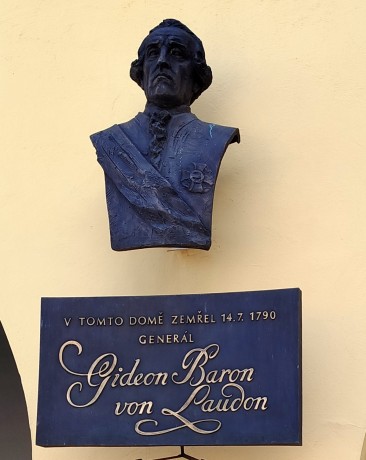 V TOMTO DOMĚ ZEMŘEL 14.7. 1790
GENERÁL
Gideon Baron
von Laudon